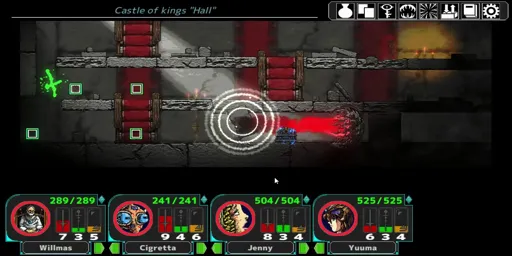 Castle of kings "Hall"
289/289 241/241 504/504 525/525
7 3 5 9 4 6 8 3 4 6 3 4
Willmas Cigretta Jenny Yuuma